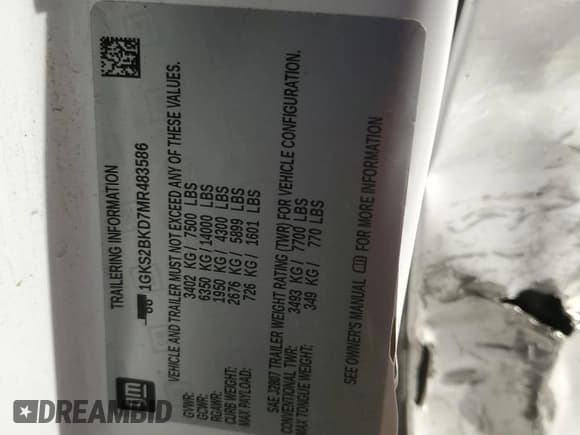 TRAILERING INFORMATION
1GKS2BKD7MR483586
VEHICLE AND TRAILER MUST NOT EXCEED ANY OF THESE VALUES.
GVWR: 3402 KG / 7500 LBS
GCWR: 6350 KG / 14000 LBS
RGAWR: 1950 KG / 4300 LBS
CURB WEIGHT: 2676 KG / 5899 LBS
MAX PAYLOAD: 726 KG / 1601 LBS
SAE J2807 TRAILER WEIGHT RATING (TWR) FOR VEHICLE CONFIGURATION.
CONVENTIONAL TWR: 3493 KG / 7700 LBS
MAX TONGUE WEIGHT: 349 KG / 770 LBS
SEE OWNER'S MANUAL FOR MORE INFORMATION
gm
DREAMBID